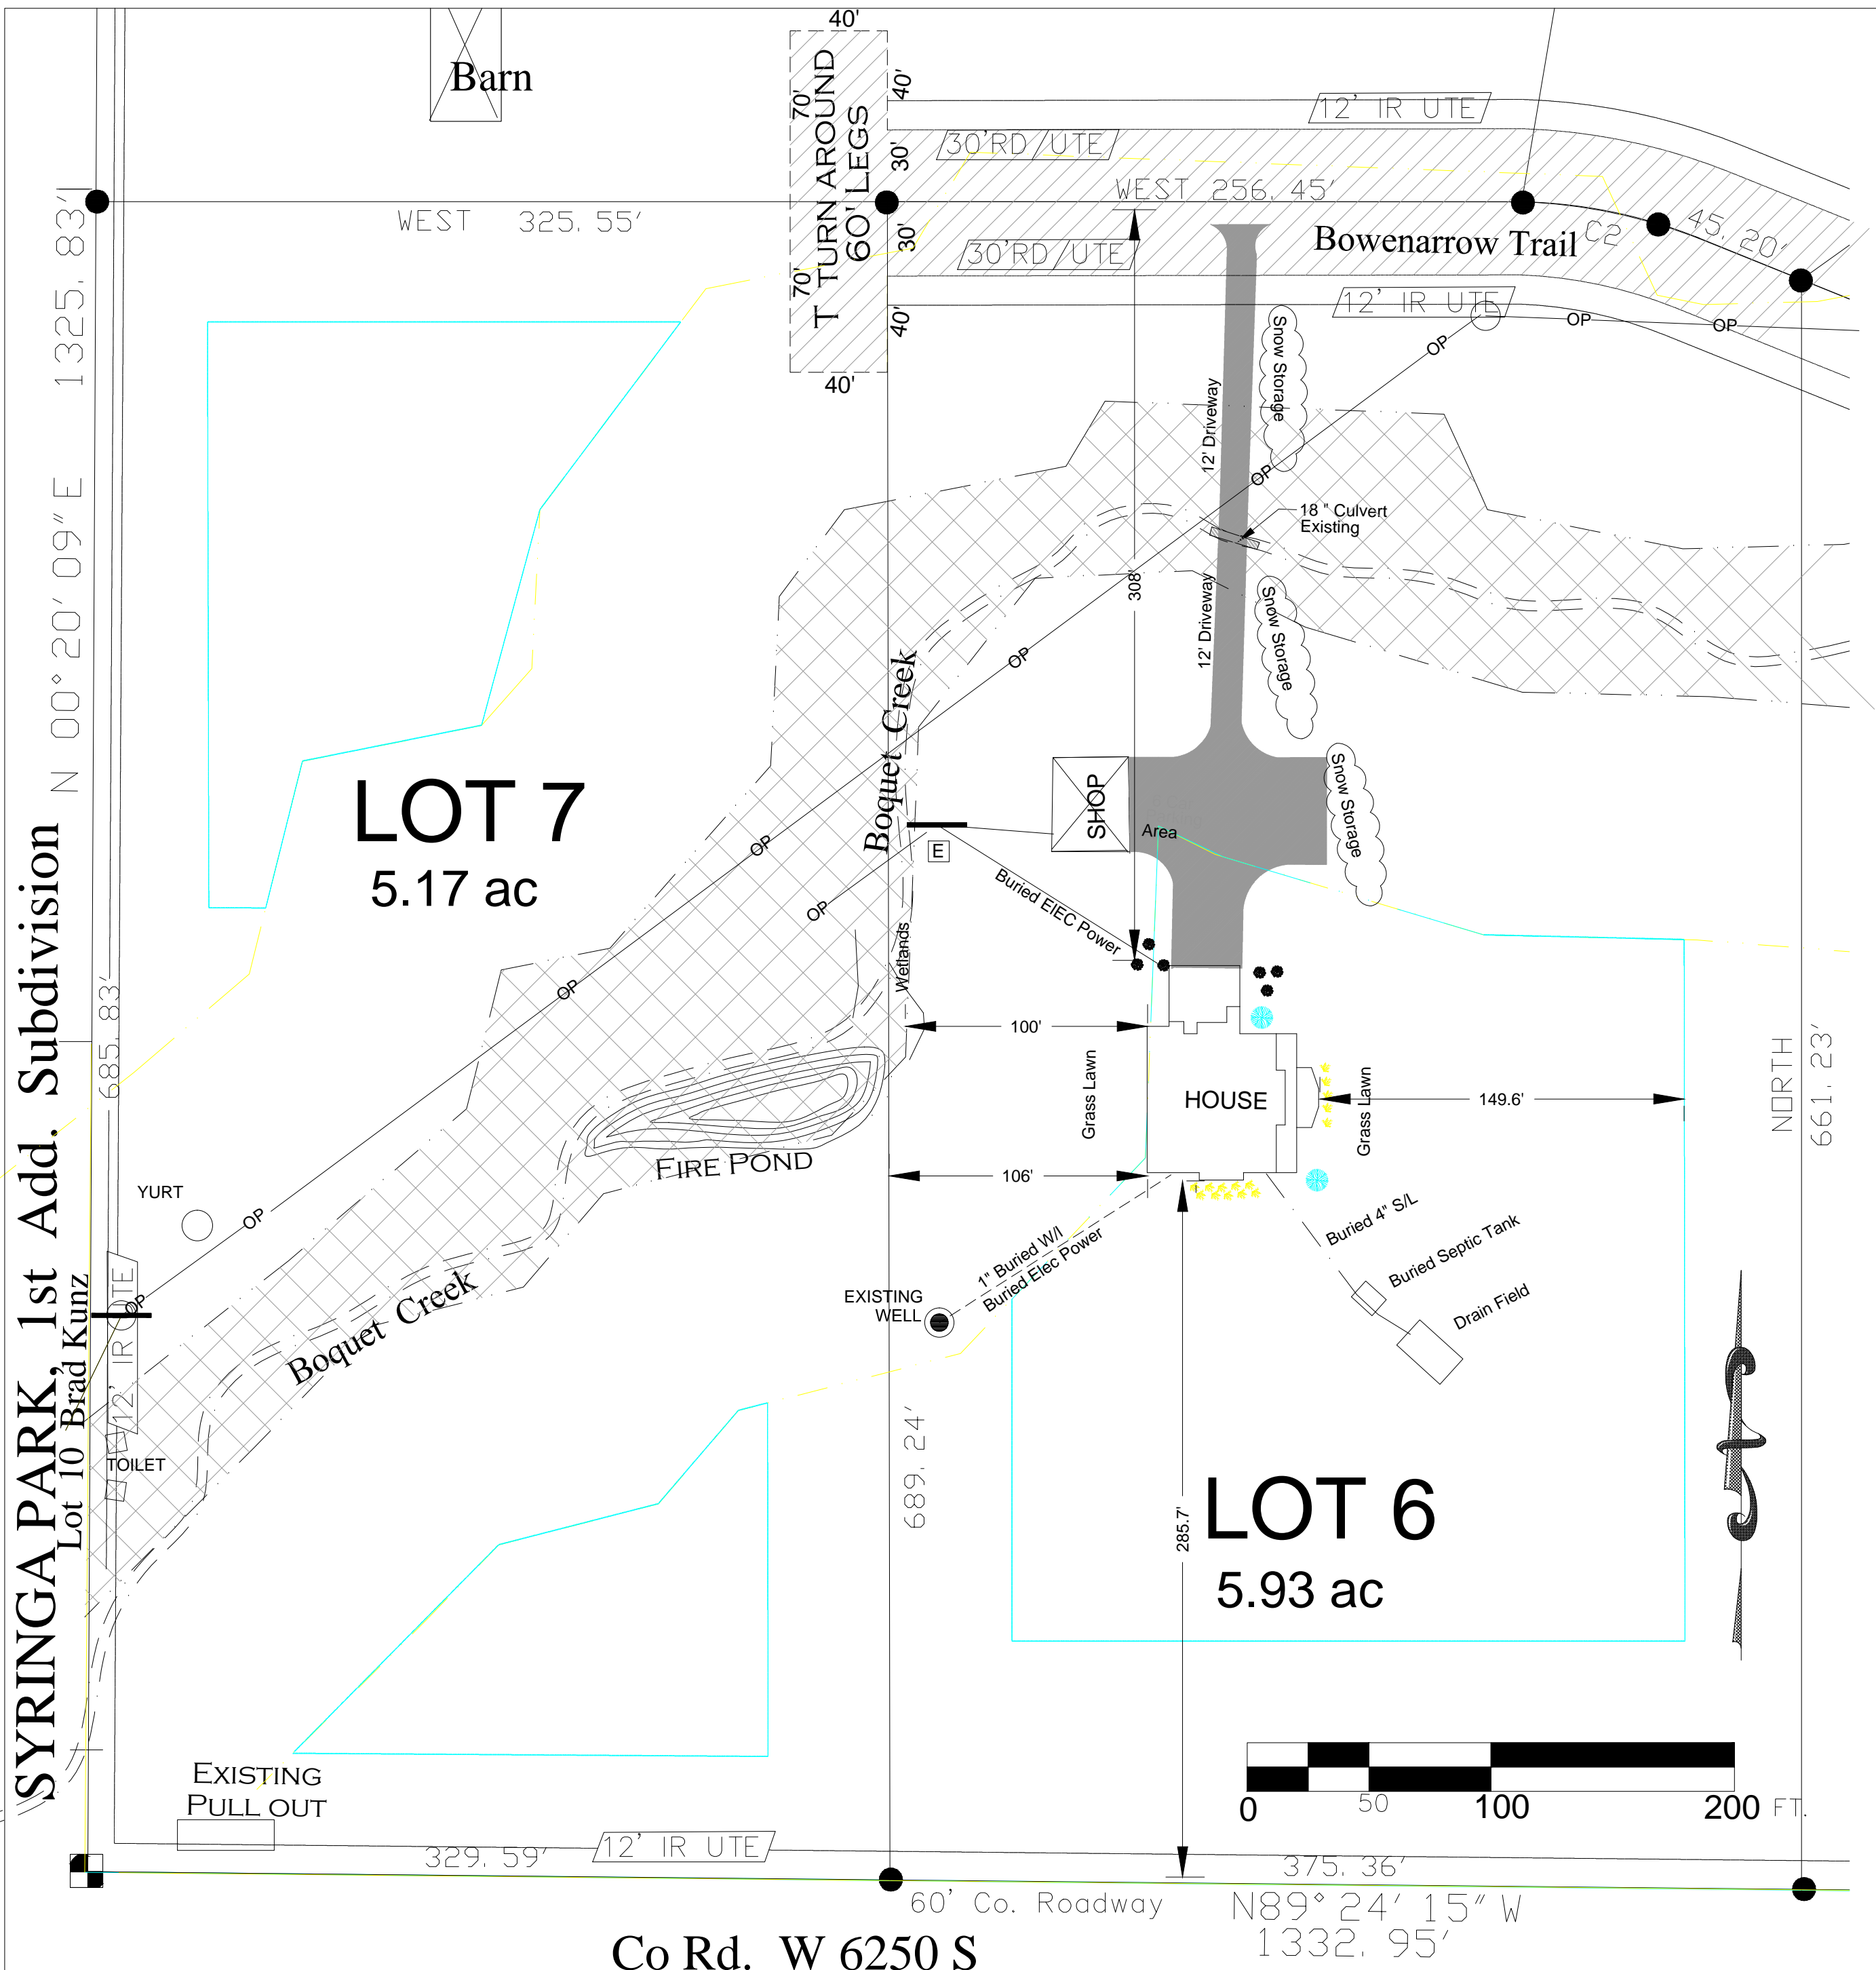 40'
Barn
70'
T TURN AROUND
60' LEGS
40'
12' IR UTE
30'RD/UTE
30'
WEST 256.45'
WEST 325.55'
30'
30'RD/UTE
Bowenarrow Trail
C2
45.20'
70'
40'
12' IR UTE
40'
OP
OP
OP
Snow Storage
12' Driveway
OP
18 " Culvert
Existing
308'
12' Driveway
Snow Storage
OP
N 00° 20' 09" E 1325.83'
Boquet Creek
SHOP
Area
Snow Storage
LOT 7
5.17 ac
OP
E
Buried ElEC Power
OP
Wetlands
OP
685.83'
100'
Grass Lawn
HOUSE
Grass Lawn
149.6'
NORTH
661.23'
FIRE POND
106'
YURT
OP
OP
Buried 4" S/L
Buried Septic Tank
Drain Field
1" Buried W/l
Buried Elec Power
EXISTING
WELL
Boquet Creek
12' IR UTE
TOILET
SYRINGA PARK, 1st Add. Subdivision
Lot 10 Brad Kunz
689.24'
285.7'
LOT 6
5.93 ac
EXISTING
PULL OUT
0 50 100 200 FT.
329.59'
12' IR UTE
375.36'
60' Co. Roadway
N89° 24' 15" W
1332.95'
Co Rd. W 6250 S